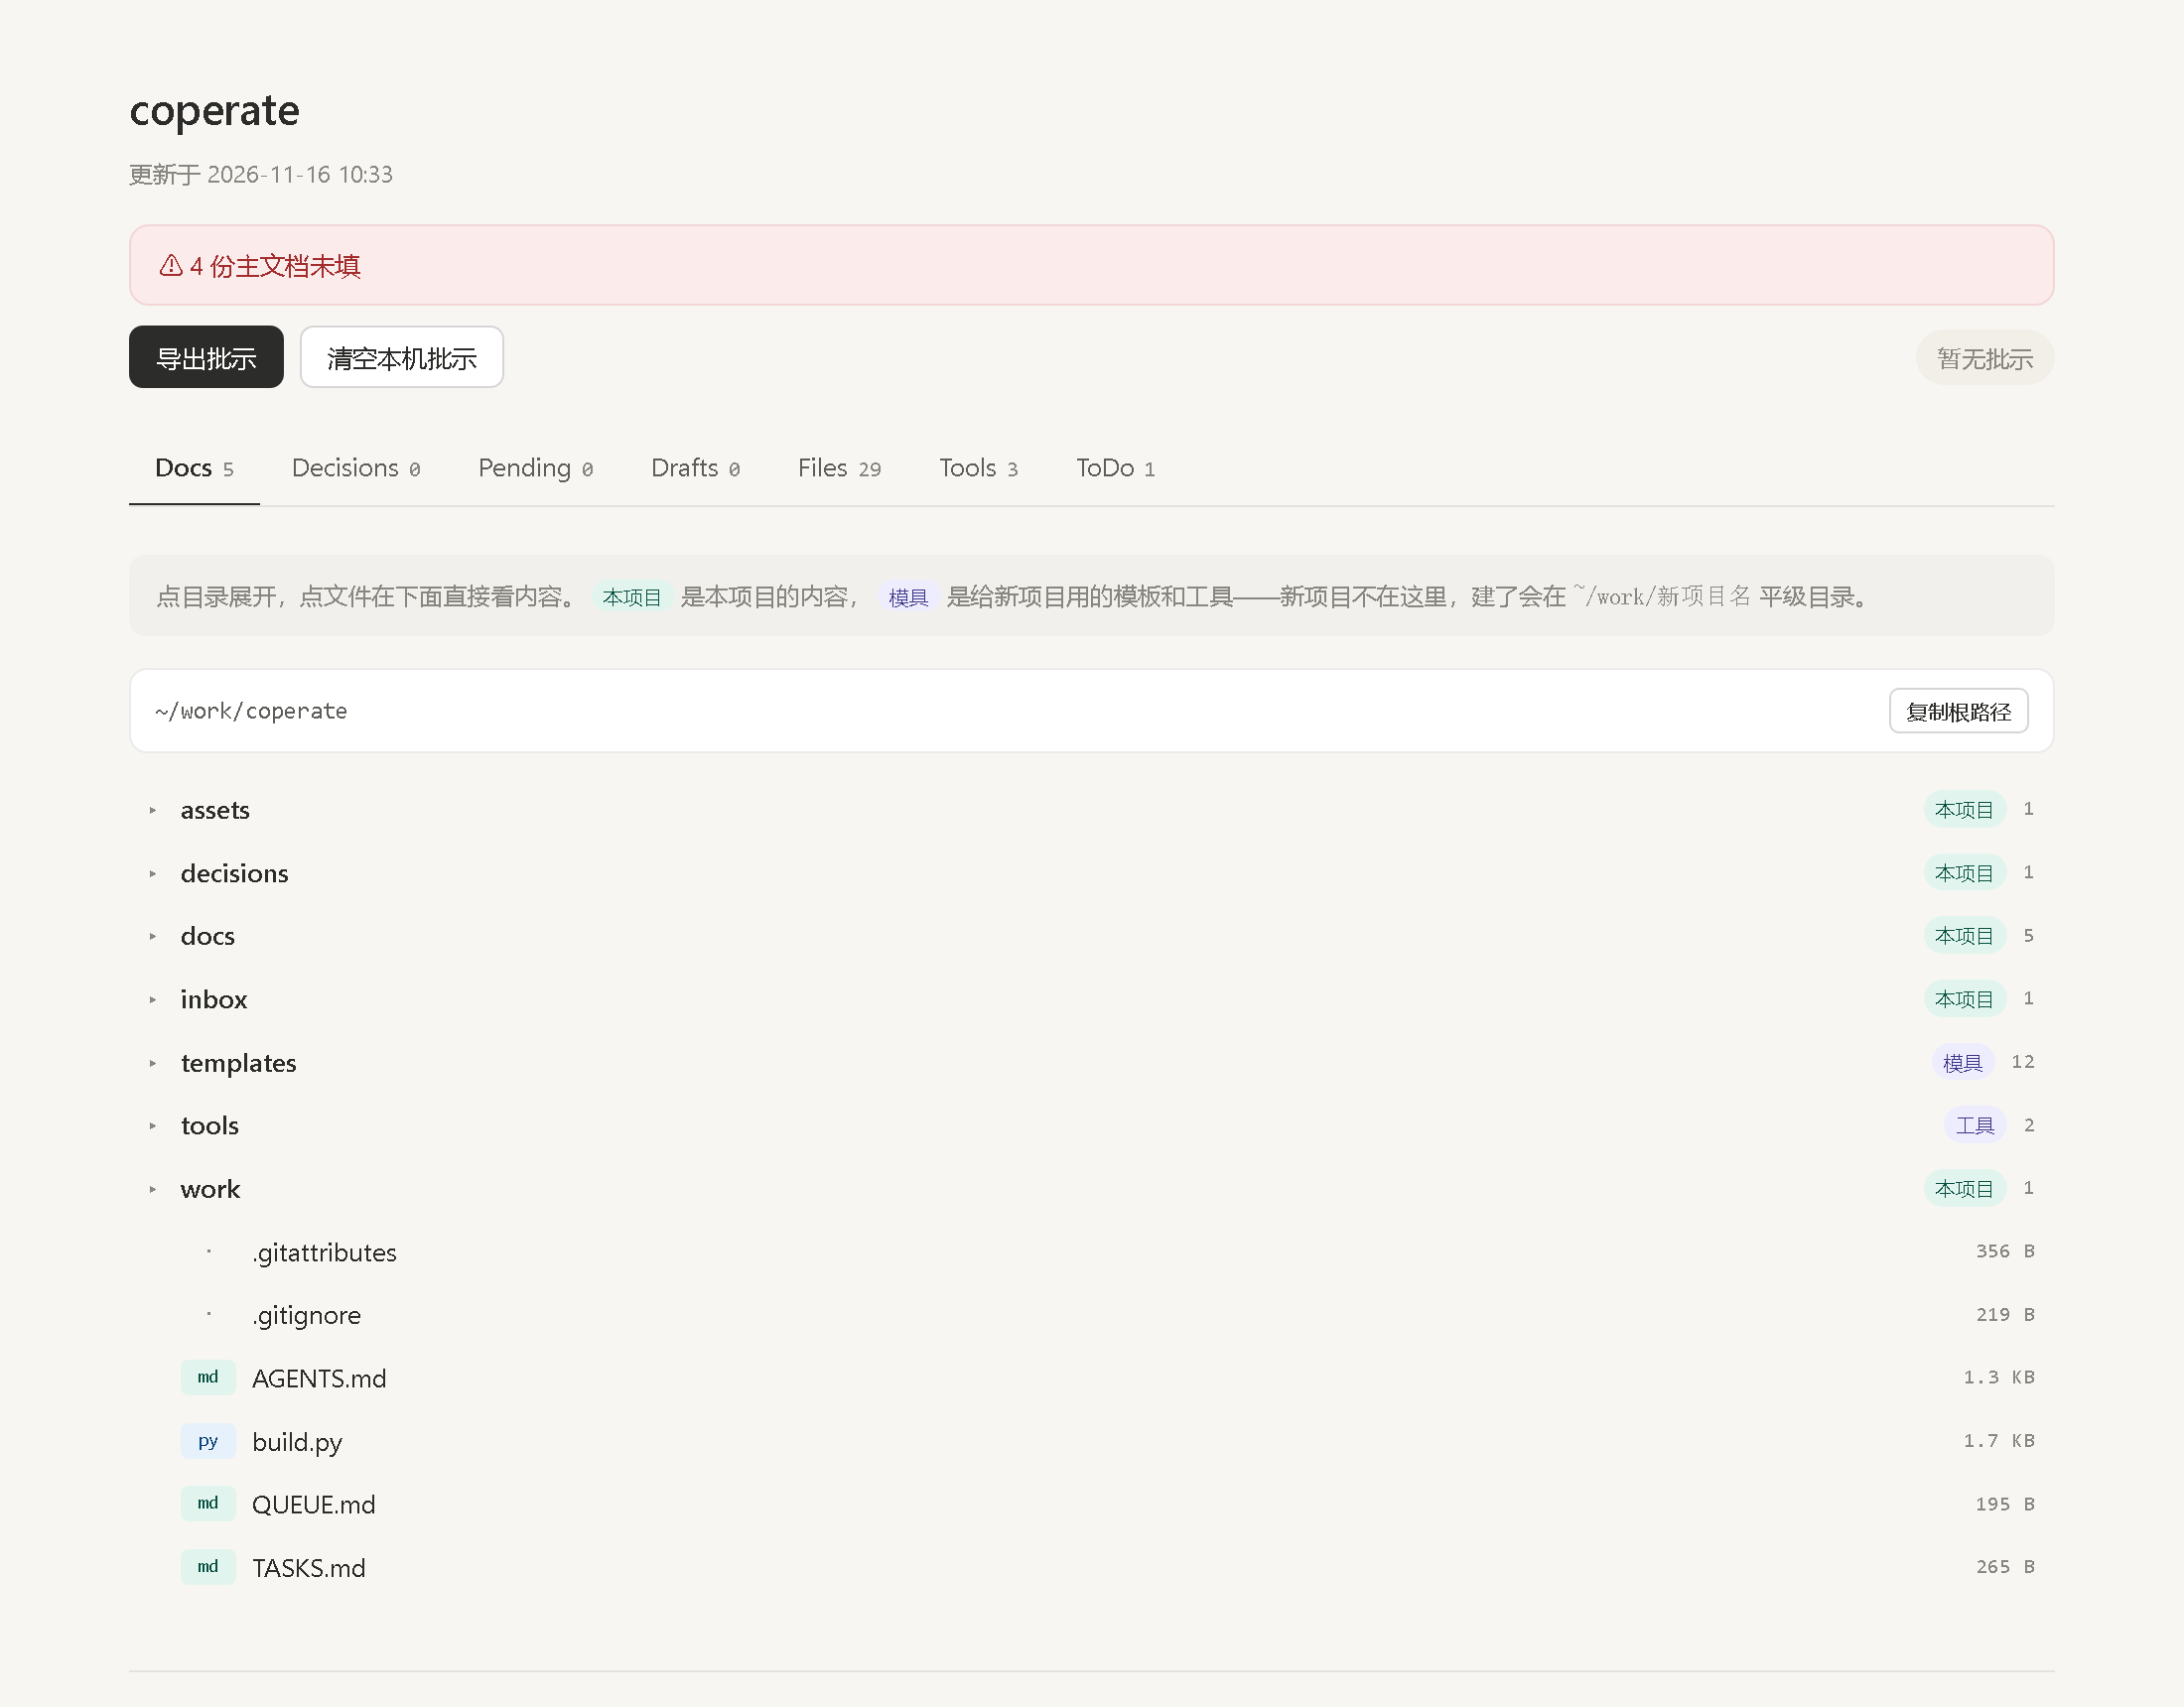 coperate
更新于 2026-11-16 10:33
⚠ 4 份主文档未填
导出批示 清空本机批示 暂无批示
Docs 5 Decisions 0 Pending 0 Drafts 0 Files 29 Tools 3 ToDo 1
点目录展开，点文件在下面直接看内容。 本项目 是本项目的内容， 模具 是给新项目用的模板和工具——新项目不在这里，建了会在 ~/work/新项目名 平级目录。
~/work/coperate 复制根路径
▸ assets 本项目 1
▸ decisions 本项目 1
▸ docs 本项目 5
▸ inbox 本项目 1
▸ templates 模具 12
▸ tools 工具 2
▸ work 本项目 1
· .gitattributes 356 B
· .gitignore 219 B
md AGENTS.md 1.3 KB
py build.py 1.7 KB
md QUEUE.md 195 B
md TASKS.md 265 B